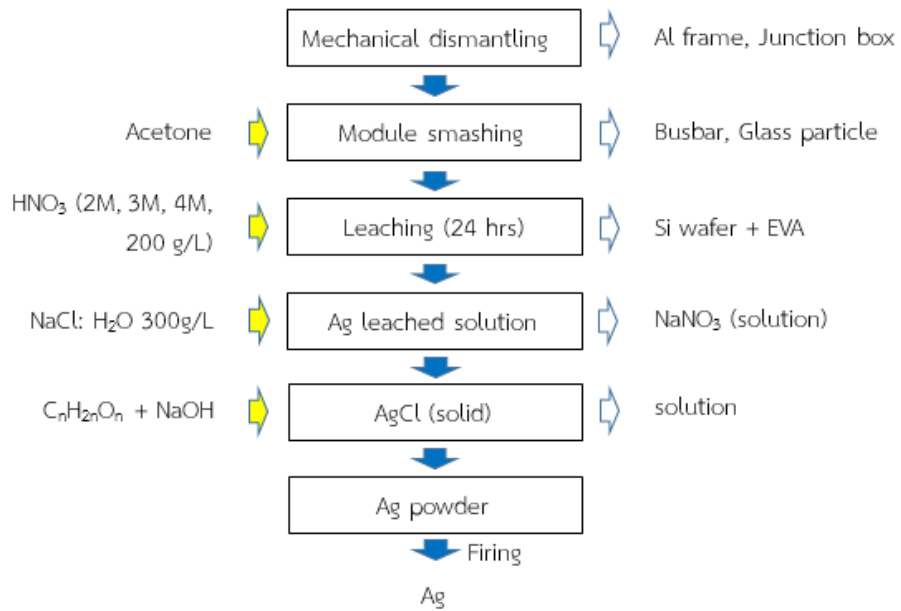 Mechanical dismantling
Al frame, Junction box
Acetone
Module smashing
Busbar, Glass particle
HNO₃ (2M, 3M, 4M,
200 g/L)
Leaching (24 hrs)
Si wafer + EVA
NaCl: H₂O 300g/L
Ag leached solution
NaNO₃ (solution)
CₙH₂ₙOₙ + NaOH
AgCl (solid)
solution
Ag powder
Firing
Ag